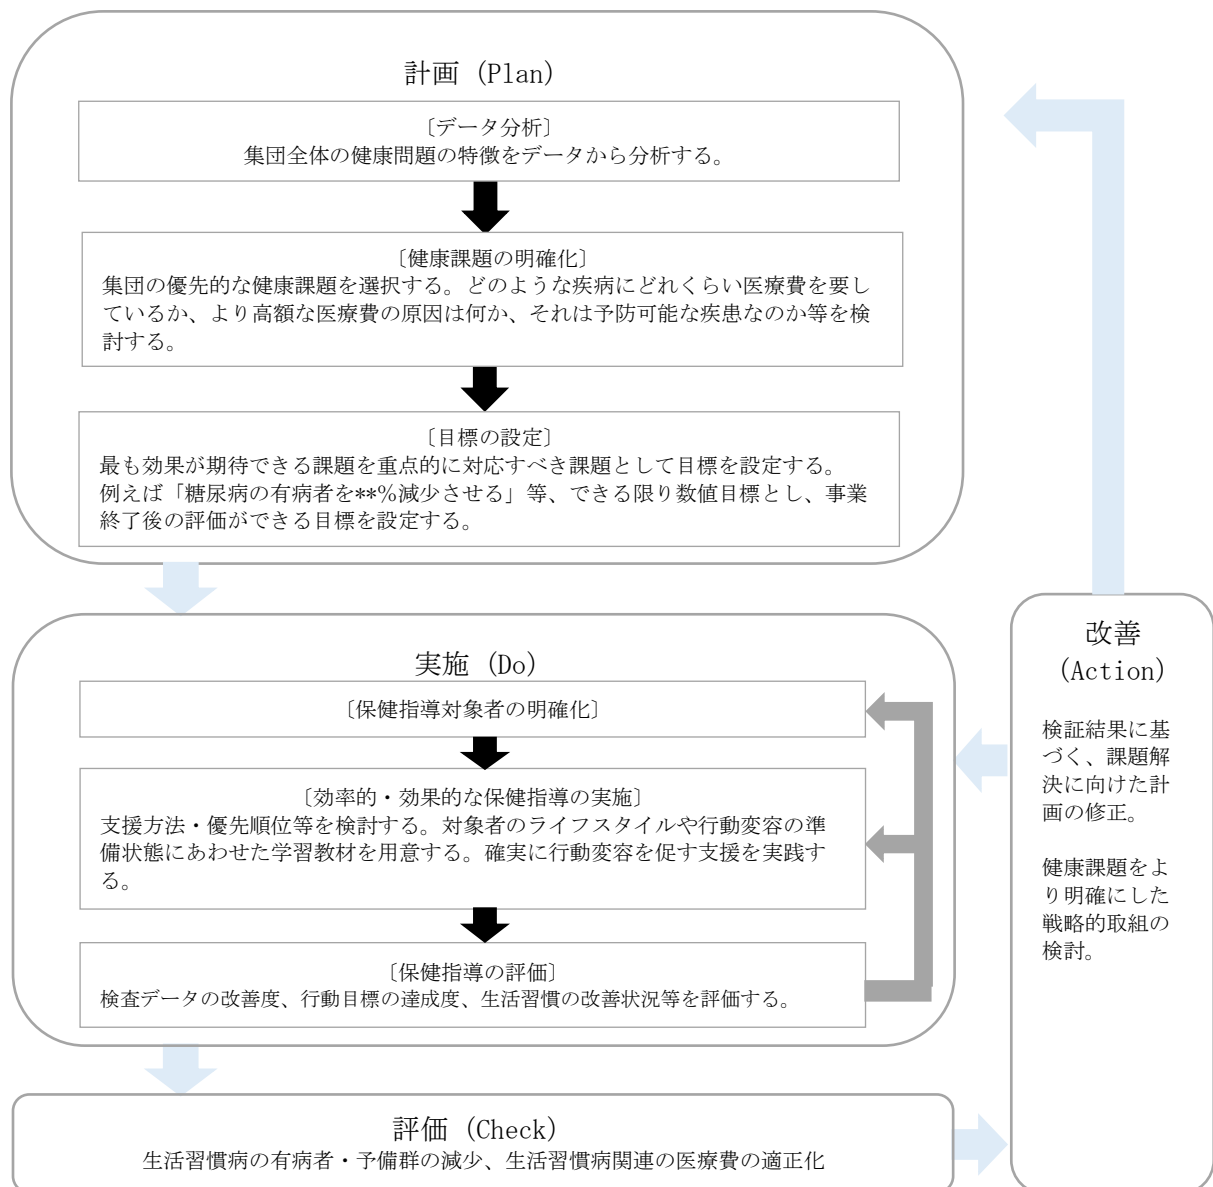 計画 (Plan)
〔データ分析〕
集団全体の健康問題の特徴をデータから分析する。
〔健康課題の明確化〕
集団の優先的な健康課題を選択する。どのような疾病にどれくらい医療費を要し
ているか、より高額な医療費の原因は何か、それは予防可能な疾患なのか等を検
討する。
〔目標の設定〕
最も効果が期待できる課題を重点的に対応すべき課題として目標を設定する。
例えば「糖尿病の有病者を**%減少させる」等、できる限り数値目標とし、事業
終了後の評価ができる目標を設定する。
実施 (Do)
〔保健指導対象者の明確化〕
〔効率的・効果的な保健指導の実施〕
支援方法・優先順位等を検討する。対象者のライフスタイルや行動変容の準
備状態にあわせた学習教材を用意する。確実に行動変容を促す支援を実践す
る。
〔保健指導の評価〕
検査データの改善度、行動目標の達成度、生活習慣の改善状況等を評価する。
評価 (Check)
生活習慣病の有病者・予備群の減少、生活習慣病関連の医療費の適正化
改善
(Action)
検証結果に基
づく、課題解
決に向けた計
画の修正。
健康課題をよ
り明確にした
戦略的取組の
検討。